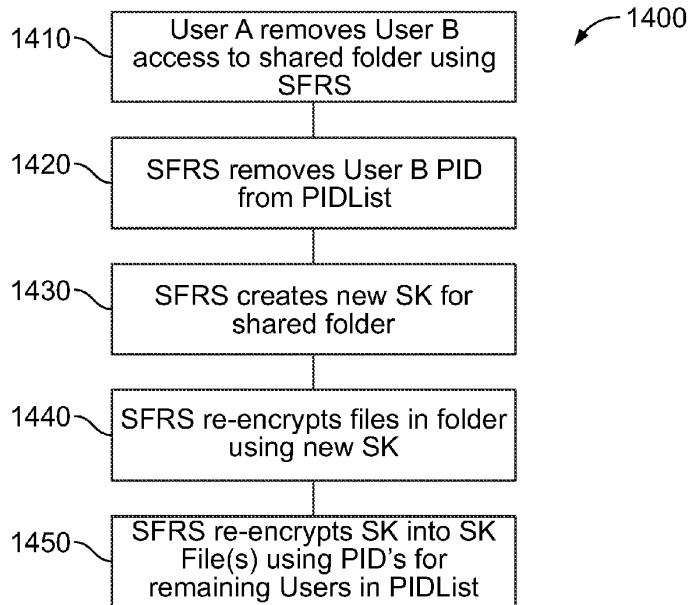 1400
1410
User A removes User B
access to shared folder using
SFRS
1420
SFRS removes User B PID
from PIDList
1430
SFRS creates new SK for
shared folder
1440
SFRS re-encrypts files in folder
using new SK
1450
SFRS re-encrypts SK into SK
File(s) using PID's for
remaining Users in PIDList